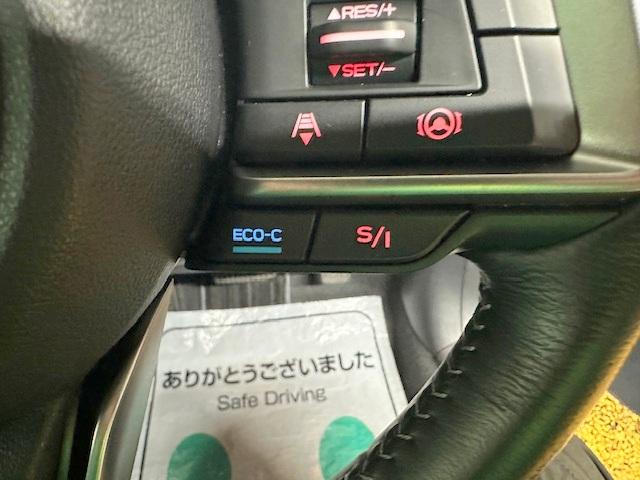 ▲RES/+
▼SET/−
ECO-C
S/I
ありがとうございました
Safe Driving